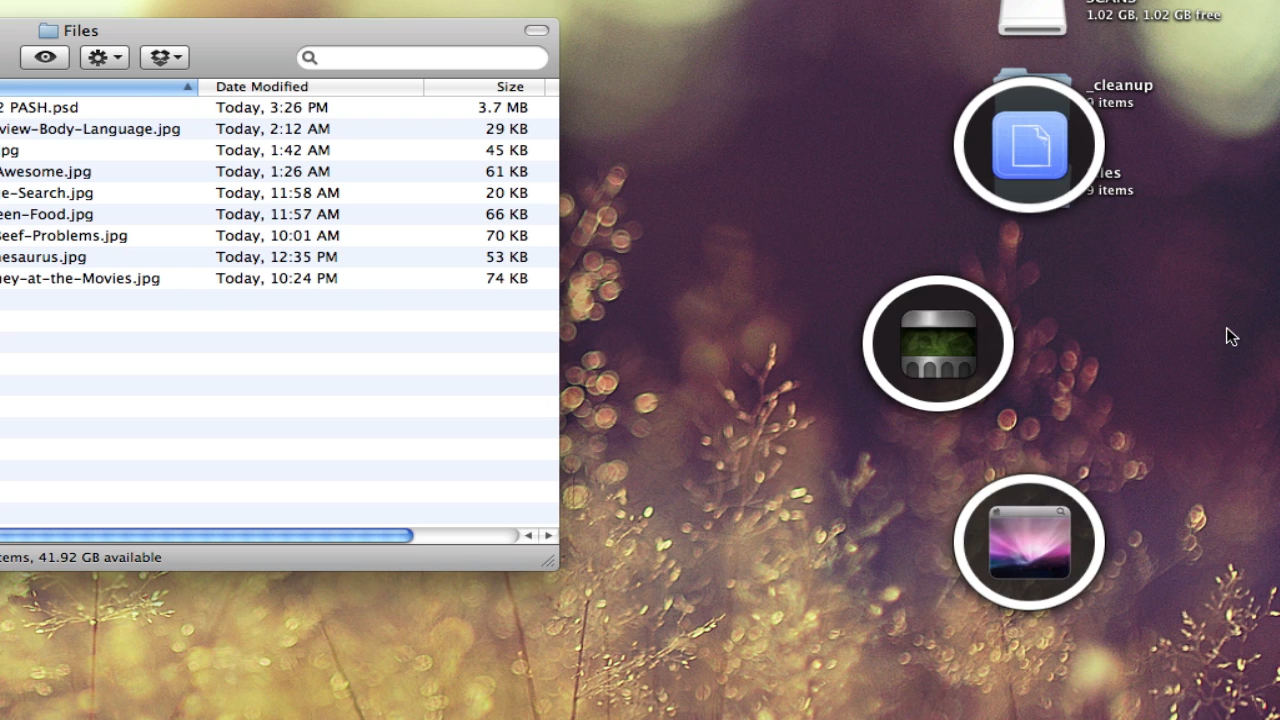 Files
Date Modified
Size
2 PASH.psd
Today, 3:26 PM
3.7 MB
view-Body-Language.jpg
Today, 2:12 AM
29 KB
pg
Today, 1:42 AM
45 KB
Awesome.jpg
Today, 1:26 AM
61 KB
e-Search.jpg
Today, 11:58 AM
20 KB
een-Food.jpg
Today, 11:57 AM
66 KB
Beef-Problems.jpg
Today, 10:01 AM
70 KB
hesaurus.jpg
Today, 12:35 PM
53 KB
ney-at-the-Movies.jpg
Today, 10:24 PM
74 KB
tems, 41.92 GB available
SCANS
1.02 GB, 1.02 GB free
_cleanup
items
les
9 items